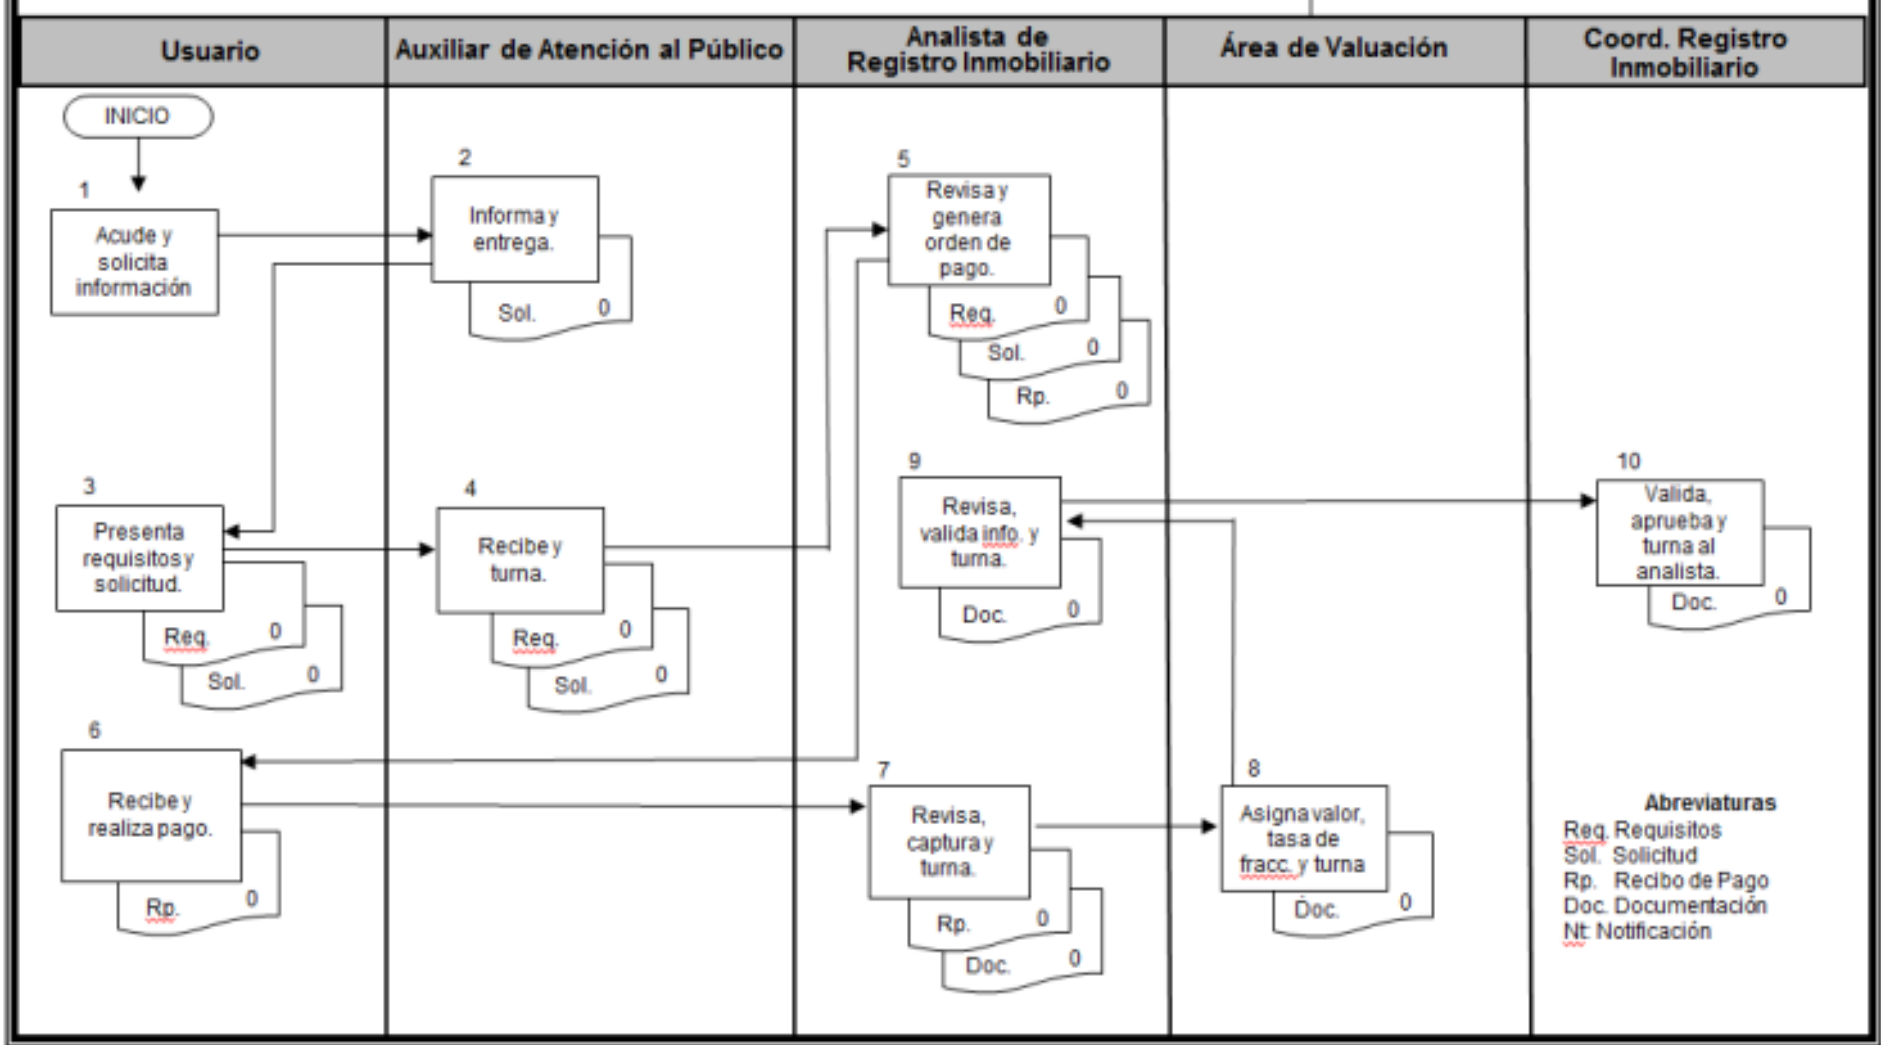 Usuario
Auxiliar de Atención al Público
Analista de
Registro Inmobiliario
Área de Valuación
Coord. Registro
Inmobiliario
INICIO
1
Acude y
solicita
información
2
Informa y
entrega.
Sol. 0
3
Presenta
requisitos y
solicitud.
Req. 0
Sol. 0
4
Recibe y
turna.
Req. 0
Sol. 0
5
Revisa y
genera
orden de
pago.
Req. 0
Sol. 0
Rp. 0
6
Recibe y
realiza pago.
Rp. 0
7
Revisa,
captura y
turna.
Rp. 0
Doc. 0
8
Asigna valor,
tasa de
fracc. y turna
Doc. 0
9
Revisa,
valida info. y
turna.
Doc. 0
10
Valida,
aprueba y
turna al
analista.
Doc. 0
Abreviaturas
Req. Requisitos
Sol. Solicitud
Rp. Recibo de Pago
Doc. Documentación
Nt: Notificación